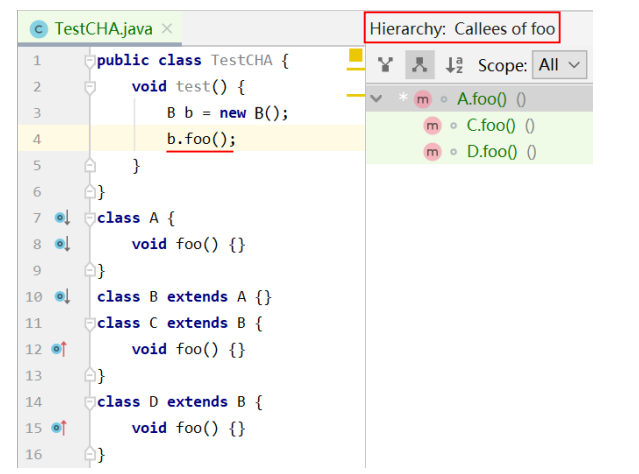 C TestCHA.java ×
Hierarchy: Callees of foo
Scope: All
1 public class TestCHA {
2 void test() {
3 B b = new B();
4 b.foo();
5 }
6 }
7 class A {
8 void foo() {}
9 }
10 class B extends A {}
11 class C extends B {
12 void foo() {}
13 }
14 class D extends B {
15 void foo() {}
16 }
* m A.foo() ()
m C.foo() ()
m D.foo() ()